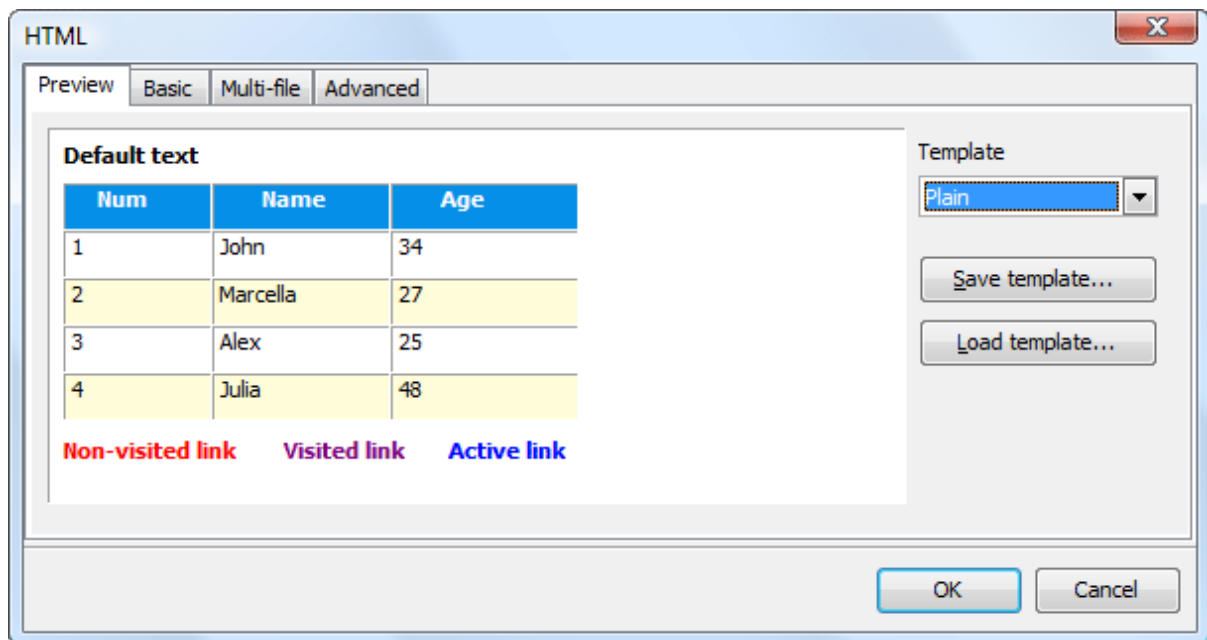 HTML
Preview Basic Multi-file Advanced
Default text
Num Name Age
1 John 34
2 Marcella 27
3 Alex 25
4 Julia 48
Non-visited link Visited link Active link
Template
Plain
Save template...
Load template...
OK Cancel